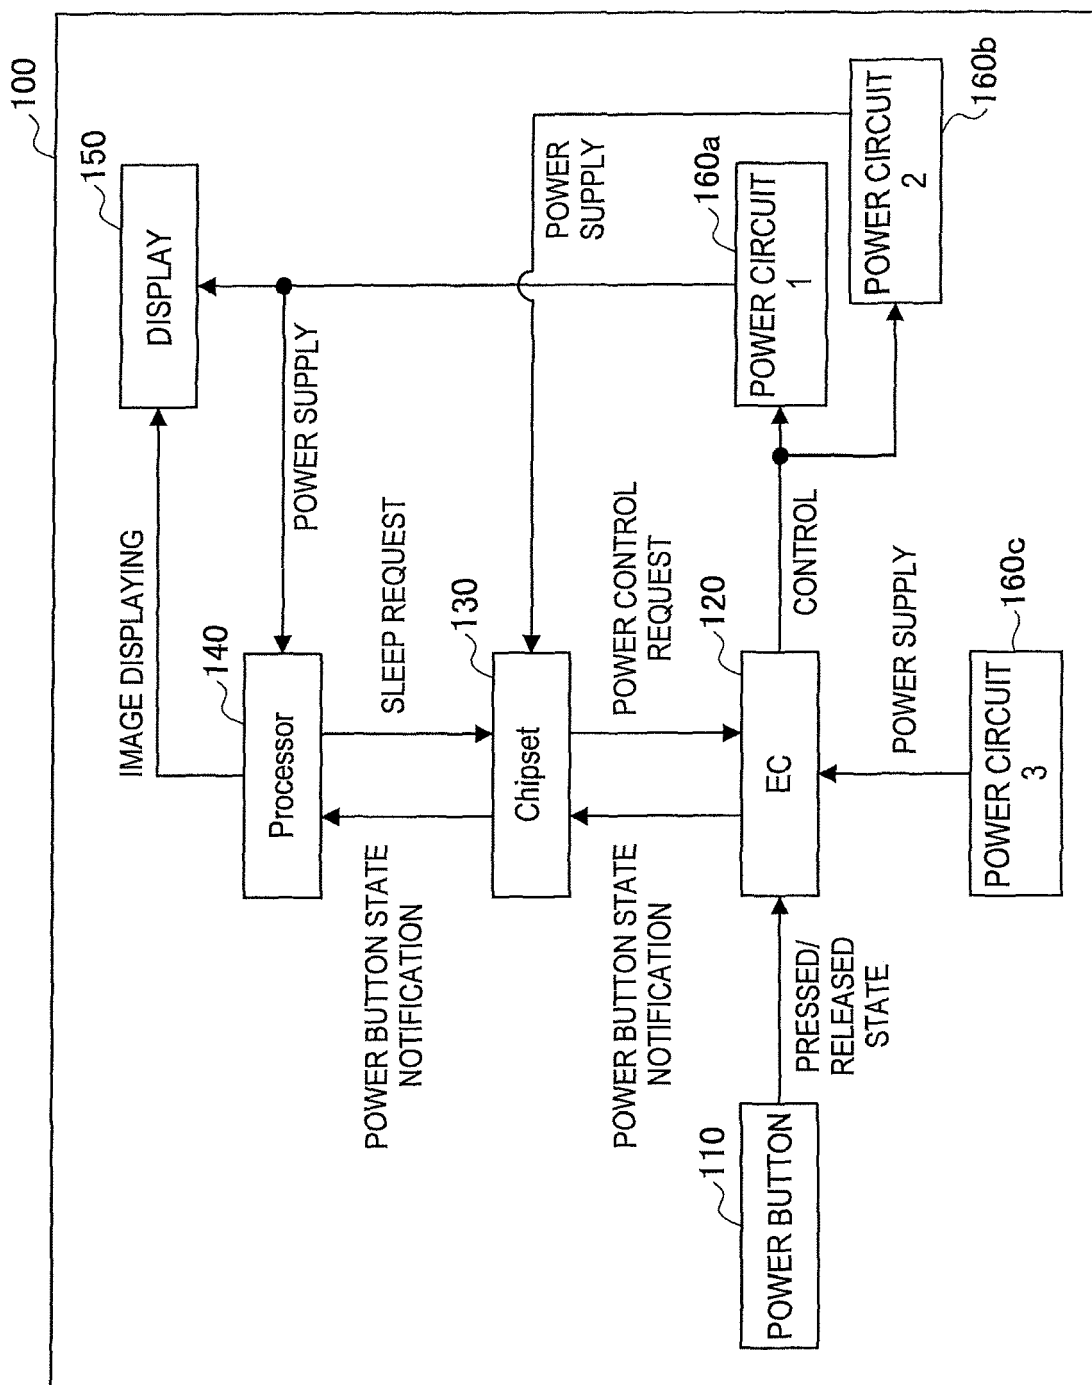 100
150
DISPLAY
IMAGE DISPLAYING
POWER SUPPLY
POWER
SUPPLY
140
Processor
SLEEP REQUEST
POWER BUTTON STATE
NOTIFICATION
130
Chipset
POWER CONTROL
REQUEST
POWER BUTTON STATE
NOTIFICATION
160a
POWER CIRCUIT
1
160b
POWER CIRCUIT
2
120
EC
CONTROL
110
POWER BUTTON
PRESSED/
RELEASED
STATE
POWER SUPPLY
160c
POWER CIRCUIT
3